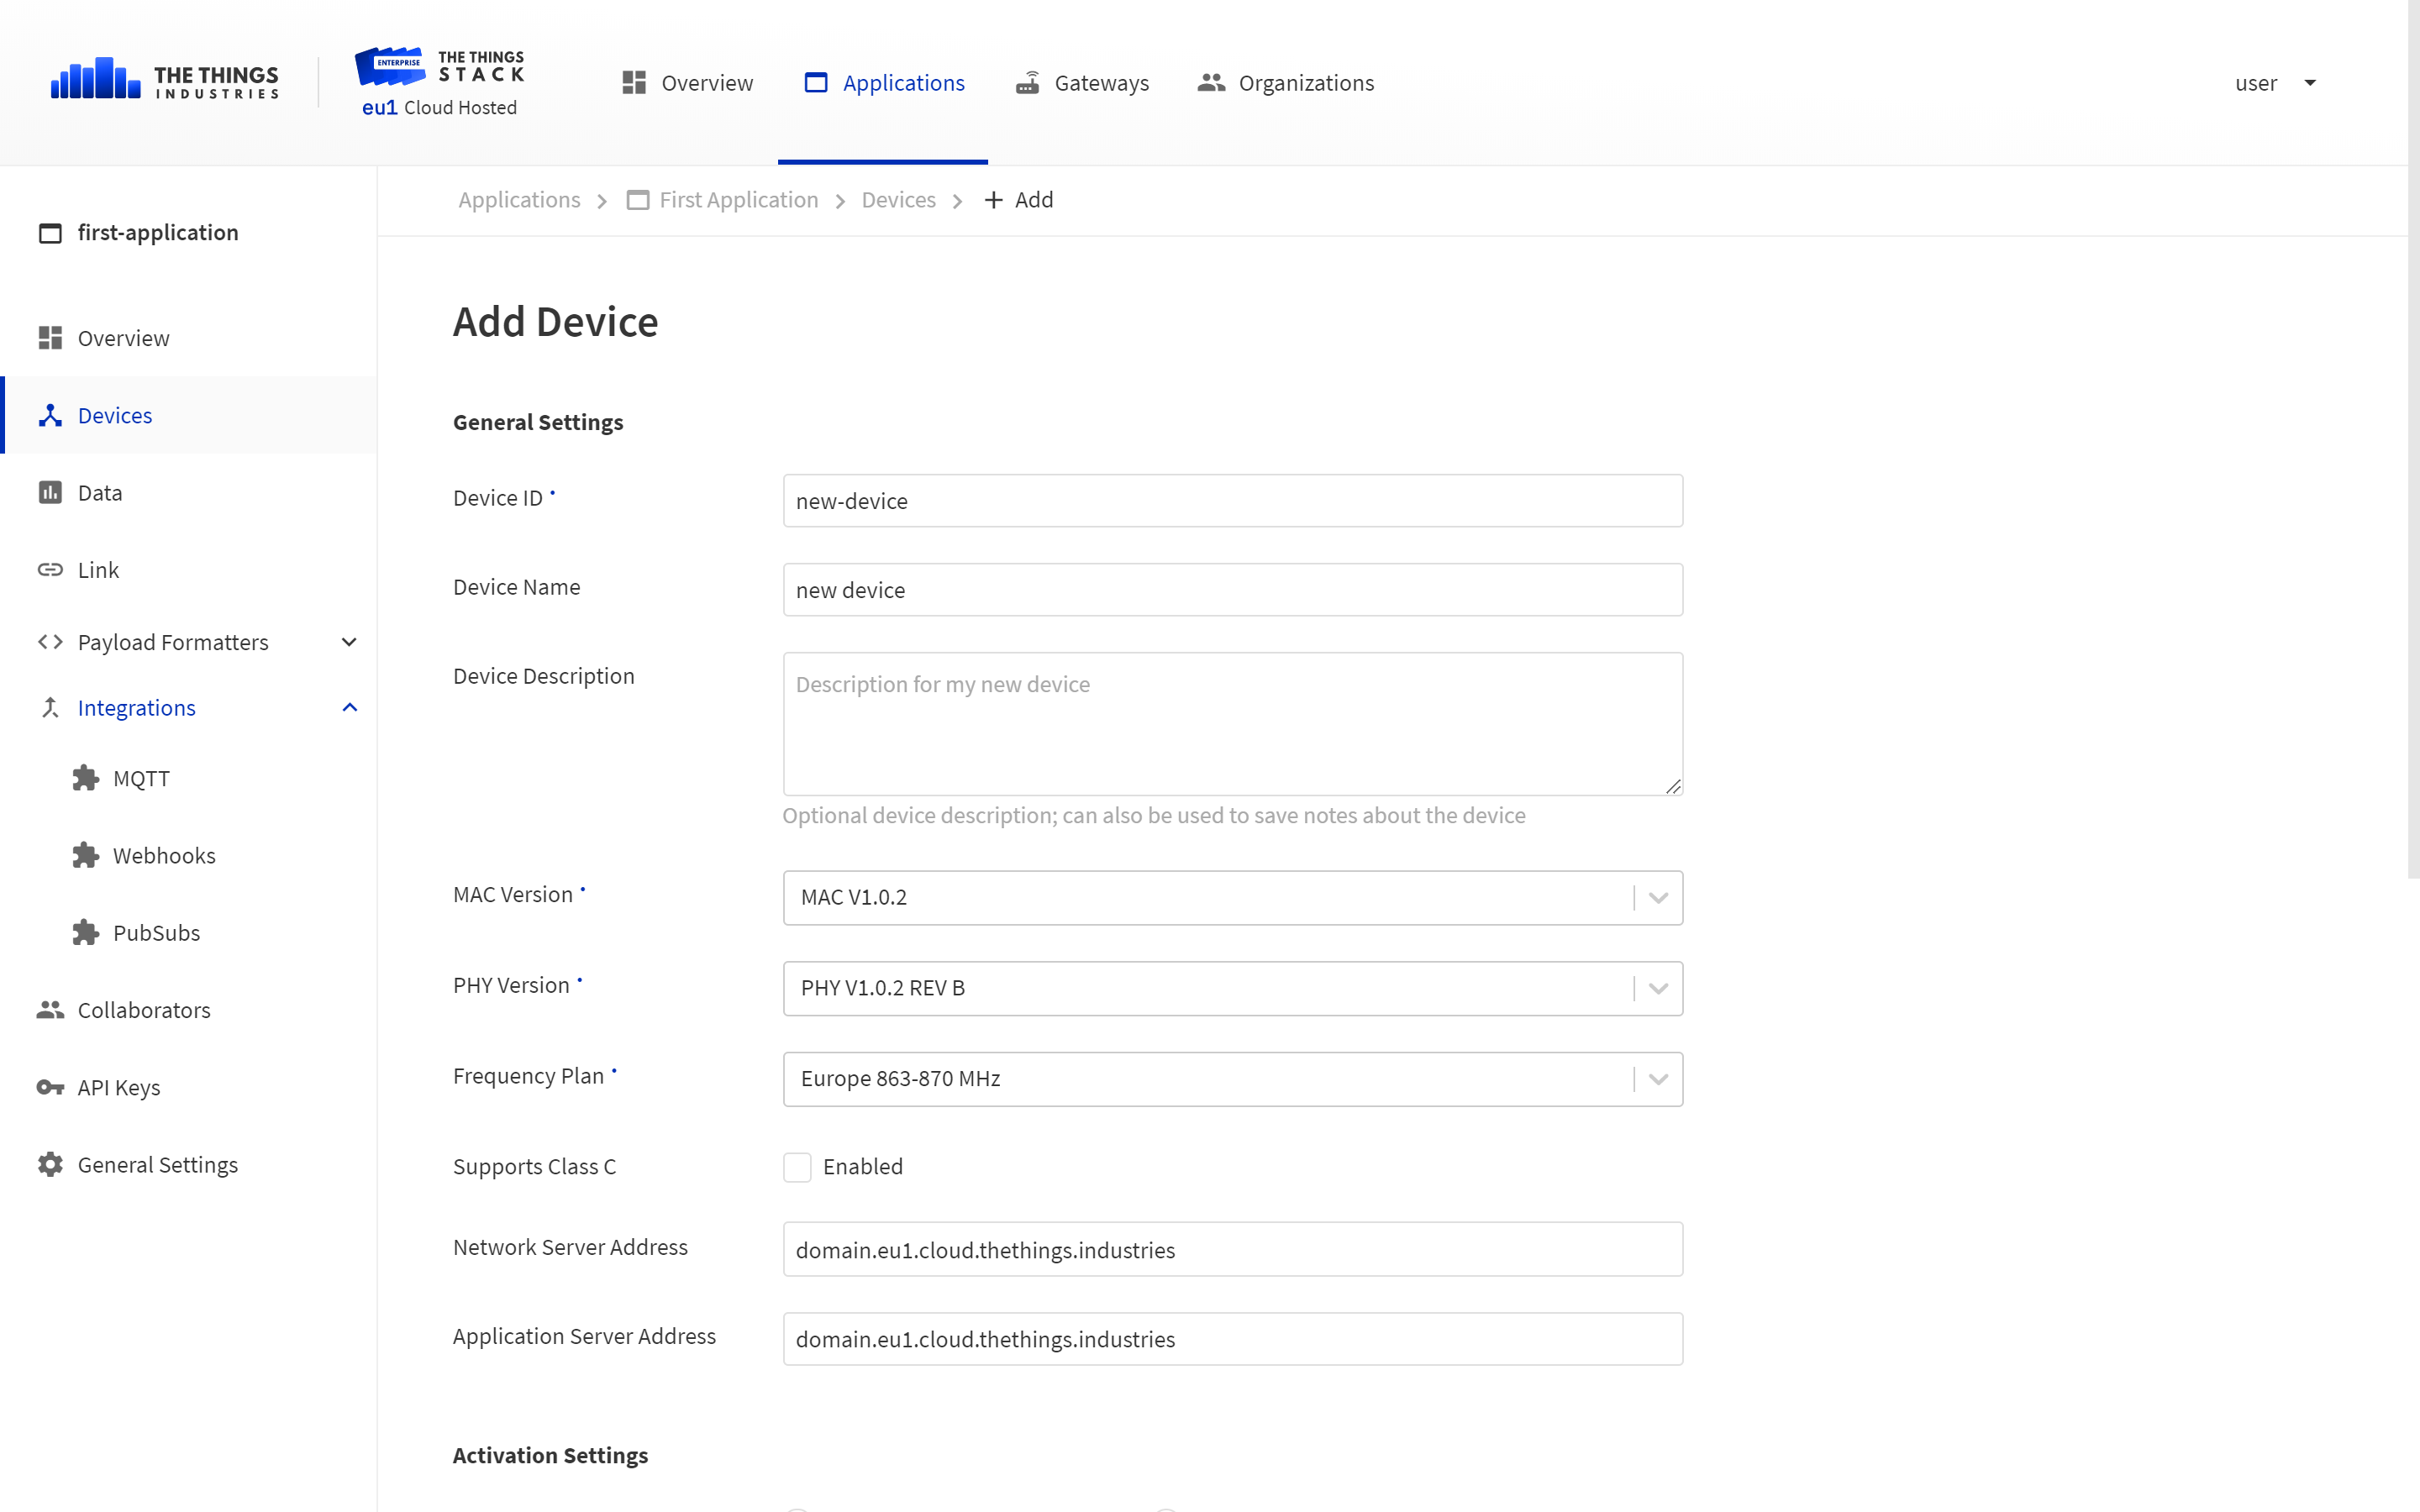 THE THINGS
INDUSTRIES
ENTERPRISE
THE THINGS
STACK
eu1 Cloud Hosted
Overview
Applications
Gateways
Organizations
user
first-application
Overview
Devices
Data
Link
Payload Formatters
Integrations
MQTT
Webhooks
PubSubs
Collaborators
API Keys
General Settings
Applications > First Application > Devices > + Add
Add Device
General Settings
Device ID •
new-device
Device Name
new device
Device Description
Description for my new device
Optional device description; can also be used to save notes about the device
MAC Version •
MAC V1.0.2
PHY Version •
PHY V1.0.2 REV B
Frequency Plan •
Europe 863-870 MHz
Supports Class C
Enabled
Network Server Address
domain.eu1.cloud.thethings.industries
Application Server Address
domain.eu1.cloud.thethings.industries
Activation Settings